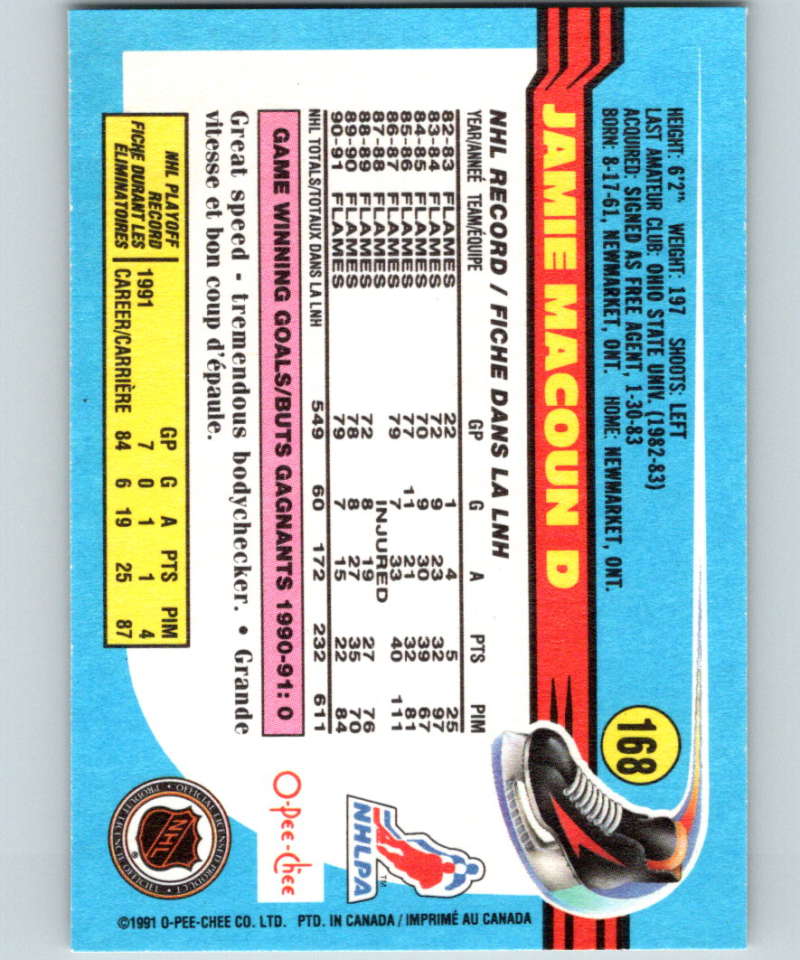 HEIGHT: 6'2" WEIGHT: 197 SHOOTS: LEFT
LAST AMATEUR CLUB: OHIO STATE UNIV. (1982-83)
ACQUIRED: SIGNED AS FREE AGENT, 1-30-83
BORN: 8-17-61, NEWMARKET, ONT. HOME: NEWMARKET, ONT.
168
JAMIE MACOUN D
NHL RECORD / FICHE DANS LA LNH
YEAR/ANNEÉ TEAM/ÉQUIPE GP G A PTS PIM
82-83 FLAMES 22 1 4 5 25
83-84 FLAMES 72 9 23 32 97
84-85 FLAMES 70 9 30 39 67
85-86 FLAMES 77 11 21 32 81
86-87 FLAMES 79 7 33 40 111
87-88 FLAMES INJURED
88-89 FLAMES 72 8 19 27 76
89-90 FLAMES 78 8 27 35 70
90-91 FLAMES 79 7 15 22 84
NHL TOTALS/TOTAUX DANS LA LNH 549 60 172 232 611
GAME WINNING GOALS/BUTS GAGNANTS 1990-91: 0
Great speed • tremendous bodychecker. • Grande
vitesse et bon coup d'épaule.
NHL PLAYOFF
RECORD
FICHE DURANT LES
ÉLIMINATOIRES
GP G A PTS PIM
1991 7 0 1 1 4
CAREER/CARRIÈRE 84 6 19 25 87
NHLPA
TM
O-Pee-Chee
OFFICIAL LICENSED PRODUCT
NHL
®
PRODUIT LICENCIÉ OFFICIEL
©1991 O-PEE-CHEE CO. LTD. PTD. IN CANADA / IMPRIMÉ AU CANADA